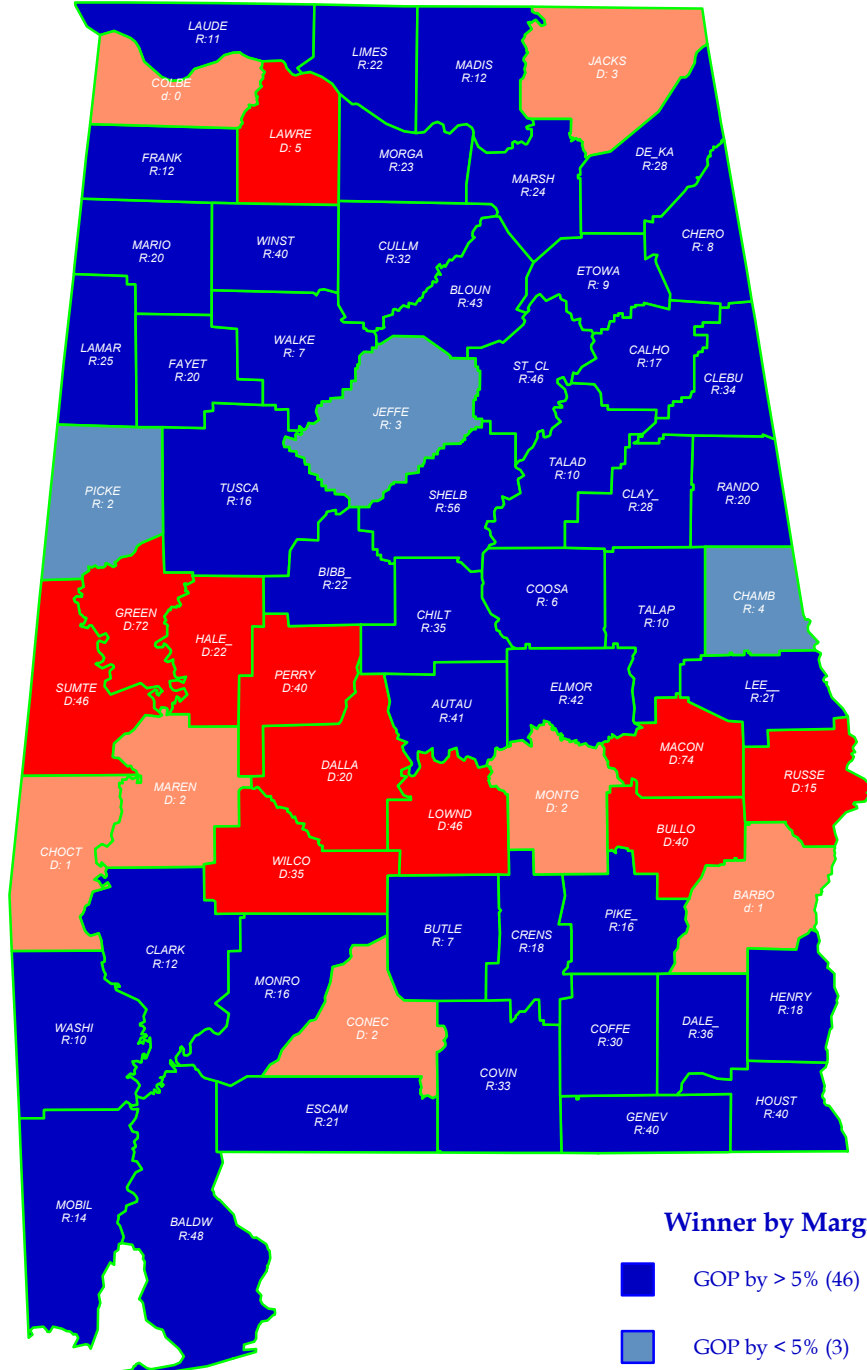 LAUDE
R:11
LIMES
R:22
MADIS
R:12
JACKS
D: 3
COLBE
d: 0
LAWRE
D: 5
FRANK
R:12
MORGA
R:23
MARSH
R:24
DE_KA
R:28
CHERO
R: 8
MARIO
R:20
WINST
R:40
CULLM
R:32
BLOUN
R:43
ETOWA
R: 9
LAMAR
R:25
FAYET
R:20
WALKE
R: 7
ST_CL
R:46
CALHO
R:17
CLEBU
R:34
JEFFE
R: 3
PICKE
R: 2
TUSCA
R:16
SHELB
R:56
TALAD
R:10
CLAY_
R:28
RANDO
R:20
BIBB_
R:22
CHILT
R:35
COOSA
R: 6
TALAP
R:10
CHAMB
R: 4
GREEN
D:72
HALE_
D:22
PERRY
D:40
SUMTE
D:46
AUTAU
R:41
ELMOR
R:42
LEE__
R:21
MAREN
D: 2
DALLA
D:20
LOWND
D:46
MONTG
D: 2
MACON
D:74
RUSSE
D:15
CHOCT
D: 1
WILCO
D:35
BULLO
D:40
BARBO
d: 1
CLARK
R:12
BUTLE
R: 7
CRENS
R:18
PIKE_
R:16
MONRO
R:16
CONEC
D: 2
WASHI
R:10
COVIN
R:33
COFFE
R:30
DALE_
R:36
HENRY
R:18
ESCAM
R:21
GENEV
R:40
HOUST
R:40
MOBIL
R:14
BALDW
R:48
Winner by Marg
GOP by > 5% (46)
GOP by < 5% (3)